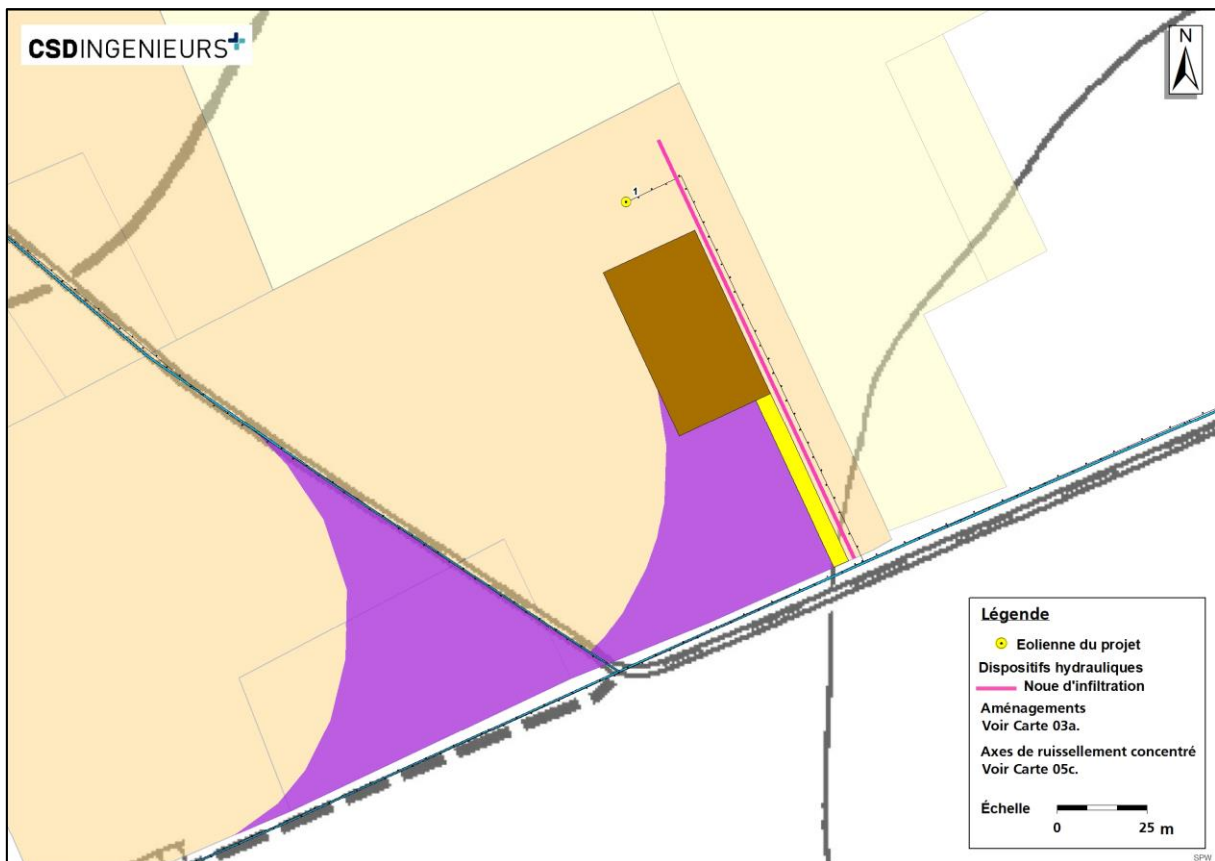 CSDINGENIEURS+
N
1
Légende
Eolienne du projet
Dispositifs hydrauliques
Noue d'infiltration
Aménagements
Voir Carte 03a.
Axes de ruissellement concentré
Voir Carte 05c.
Échelle
0 25 m
SPW